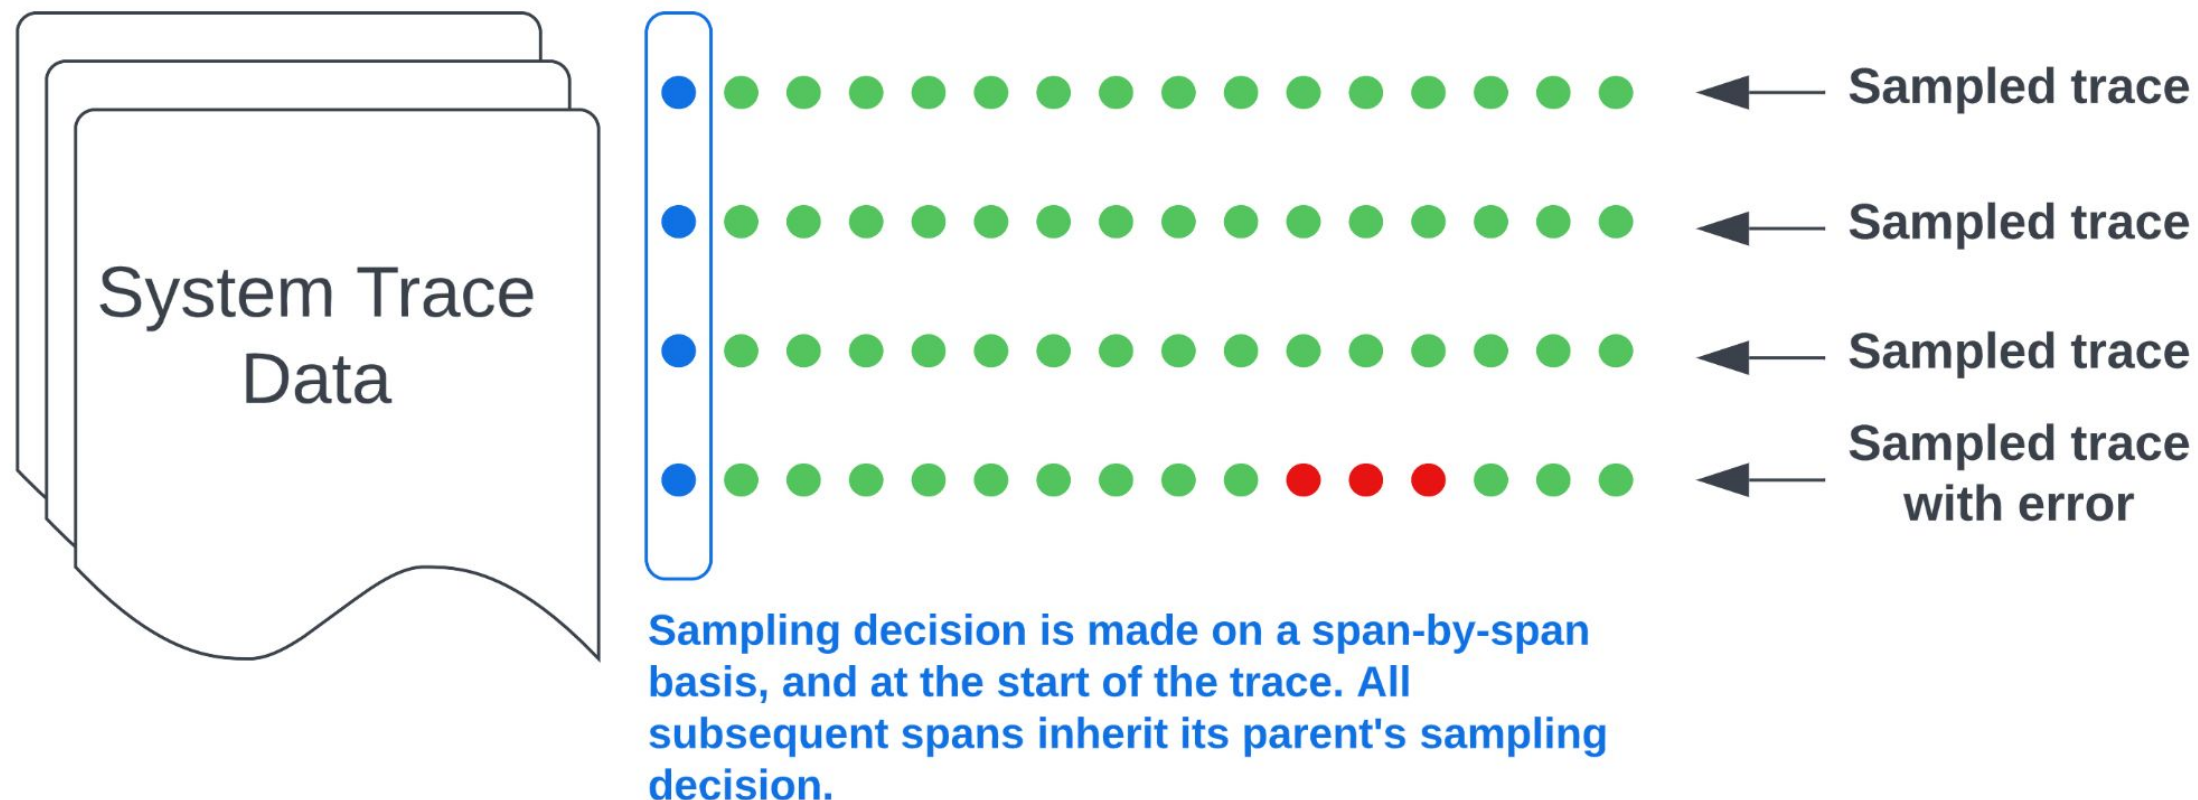 System Trace
Data
Sampled trace
Sampled trace
Sampled trace
Sampled trace
with error
Sampling decision is made on a span-by-span
basis, and at the start of the trace. All
subsequent spans inherit its parent's sampling
decision.